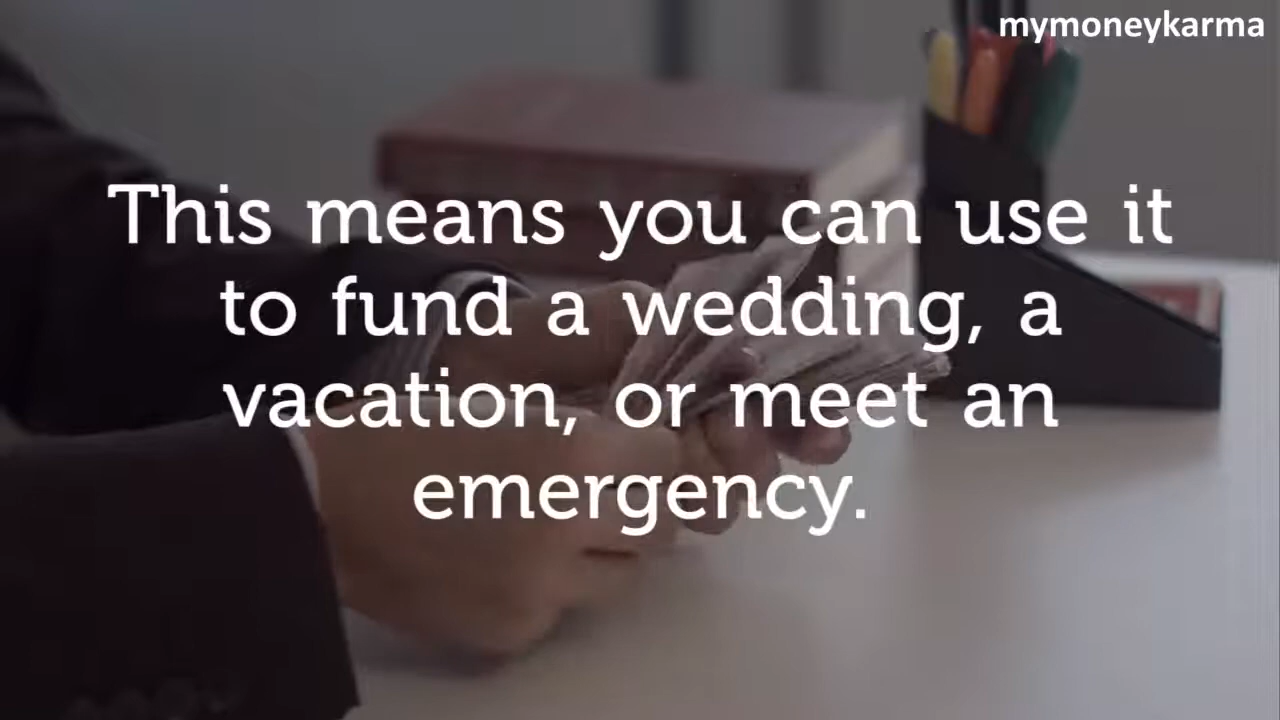 mymoneykarma
This means you can use it
to fund a wedding, a
vacation, or meet an
emergency.